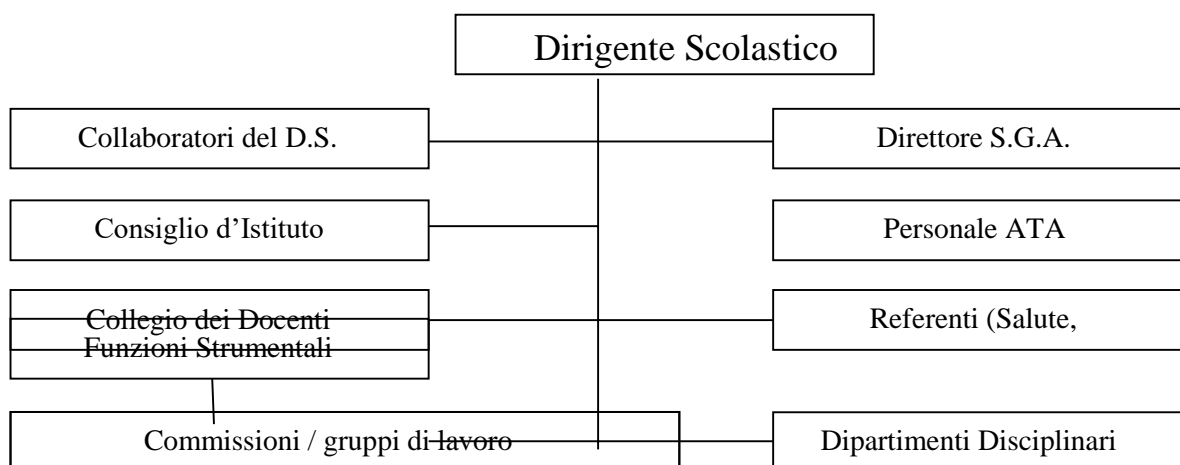 Dirigente Scolastico
Collaboratori del D.S.
Direttore S.G.A.
Consiglio d’Istituto
Personale ATA
Collegio dei Docenti
Referenti (Salute,
Funzioni Strumentali
Commissioni / gruppi di lavoro
Dipartimenti Disciplinari